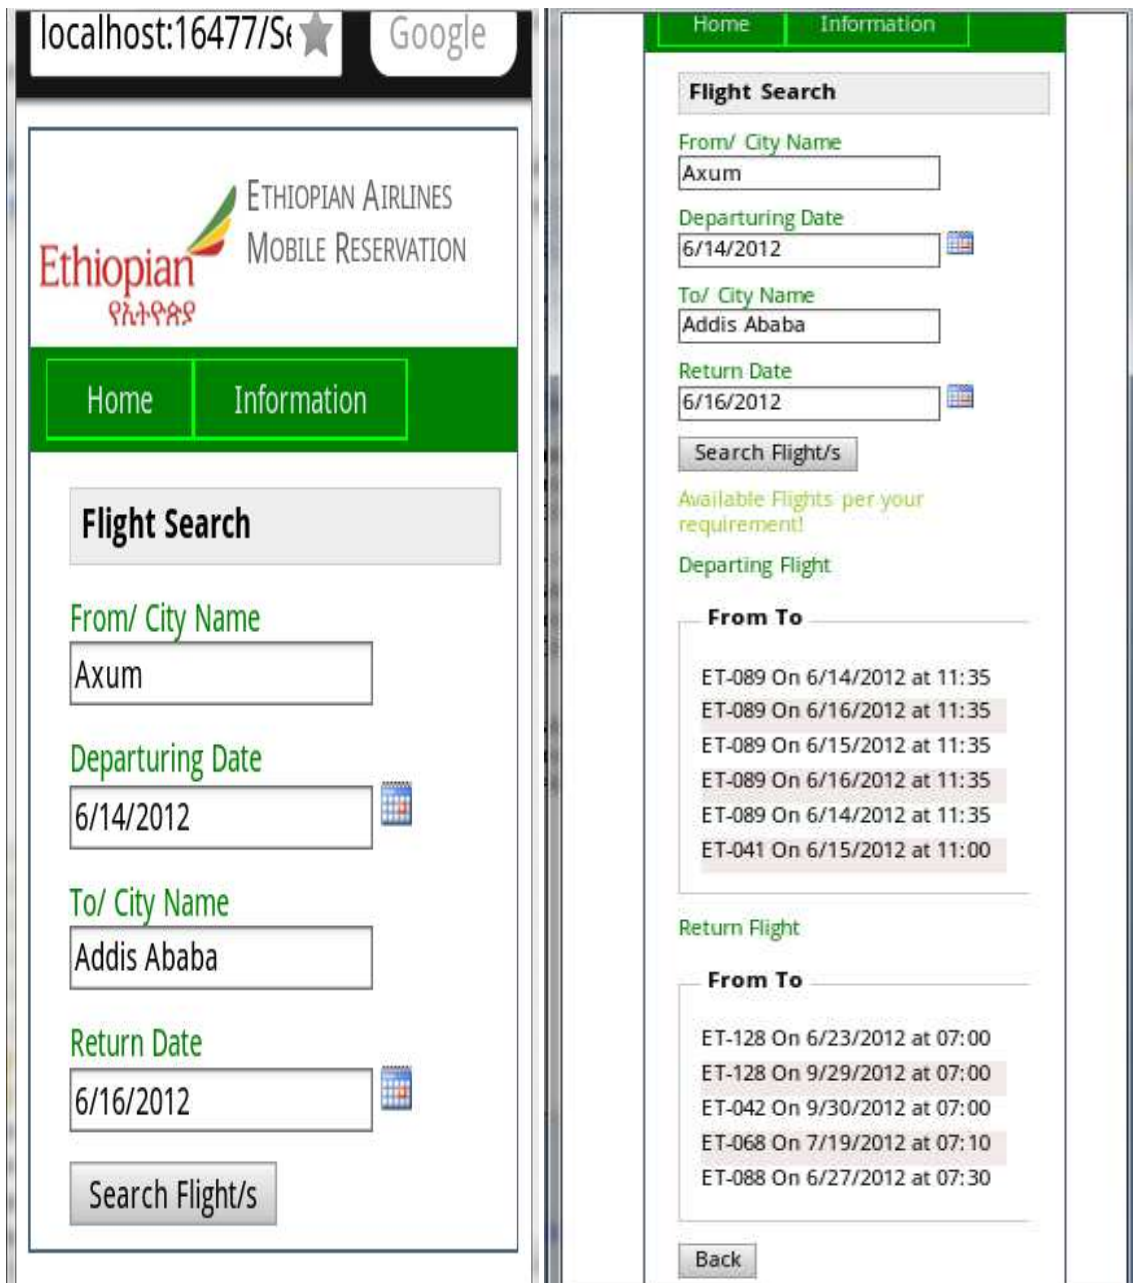 localhost:16477/Se
Google
ETHIOPIAN AIRLINES
MOBILE RESERVATION
Ethiopian
የኢትዮጵያ
Home
Information
Flight Search
From/ City Name
Axum
Departuring Date
6/14/2012
To/ City Name
Addis Ababa
Return Date
6/16/2012
Search Flight/s
Home
Information
Flight Search
From/ City Name
Axum
Departuring Date
6/14/2012
To/ City Name
Addis Ababa
Return Date
6/16/2012
Search Flight/s
Available Flights per your
requirement!
Departing Flight
From To
ET-089 On 6/14/2012 at 11:35
ET-089 On 6/16/2012 at 11:35
ET-089 On 6/15/2012 at 11:35
ET-089 On 6/16/2012 at 11:35
ET-089 On 6/14/2012 at 11:35
ET-041 On 6/15/2012 at 11:00
Return Flight
From To
ET-128 On 6/23/2012 at 07:00
ET-128 On 9/29/2012 at 07:00
ET-042 On 9/30/2012 at 07:00
ET-068 On 7/19/2012 at 07:10
ET-088 On 6/27/2012 at 07:30
Back